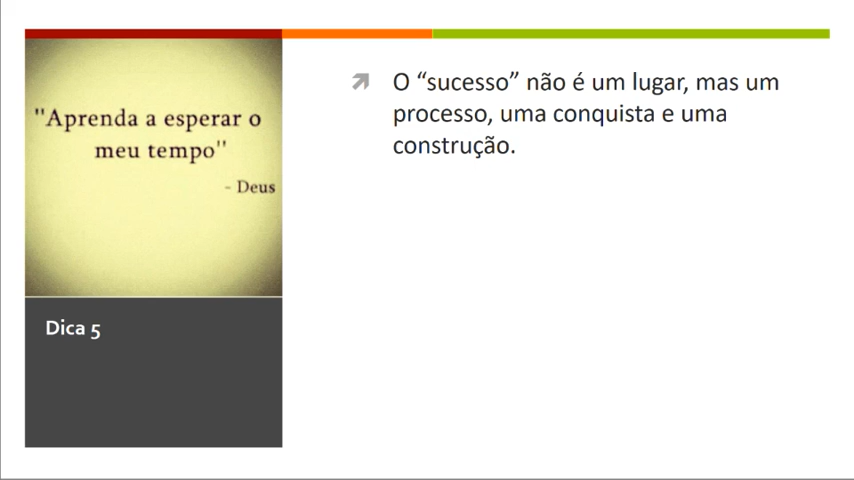 "Aprenda a esperar o
meu tempo"
- Deus
Dica 5
O “sucesso” não é um lugar, mas um
processo, uma conquista e uma
construção.